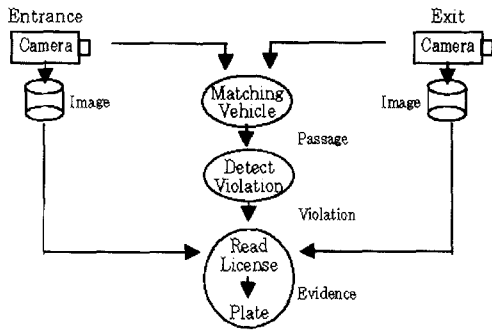 Entrance
Exit
Camera
Camera
Image
Matching
Vehicle
Image
Passage
Detect
Violation
Violation
Read
License
Evidence
Plate